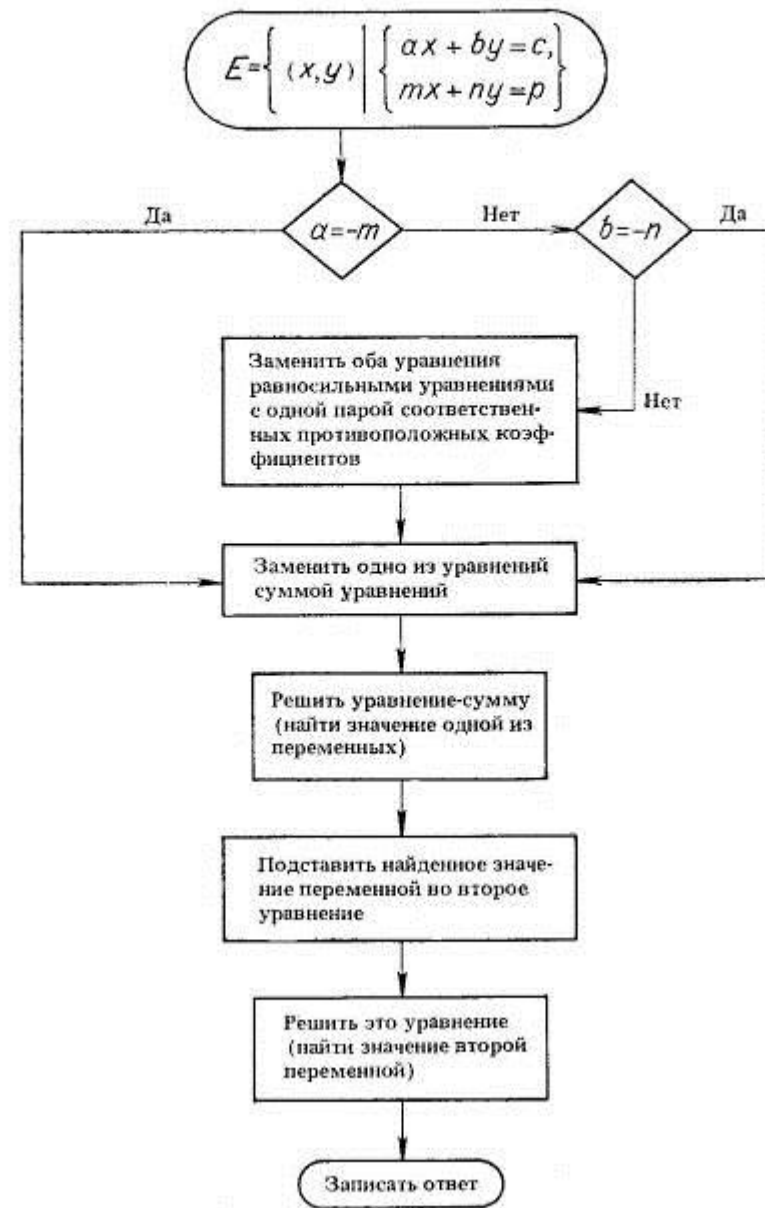 E={(x,y)|{ax+by=c,
mx+ny=p}
Да
a=-m
Нет
b=-n
Да
Заменить оба уравнения
равносильными уравнениями
с одной парой соответствен-
ных противоположных коэф-
фициентов
Нет
Заменить одно из уравнений
суммой уравнений
Решить уравнение-сумму
(найти значение одной из
переменных)
Подставить найденное значе-
ние переменной во второе
уравнение
Решить это уравнение
(найти значение второй
переменной)
Записать ответ